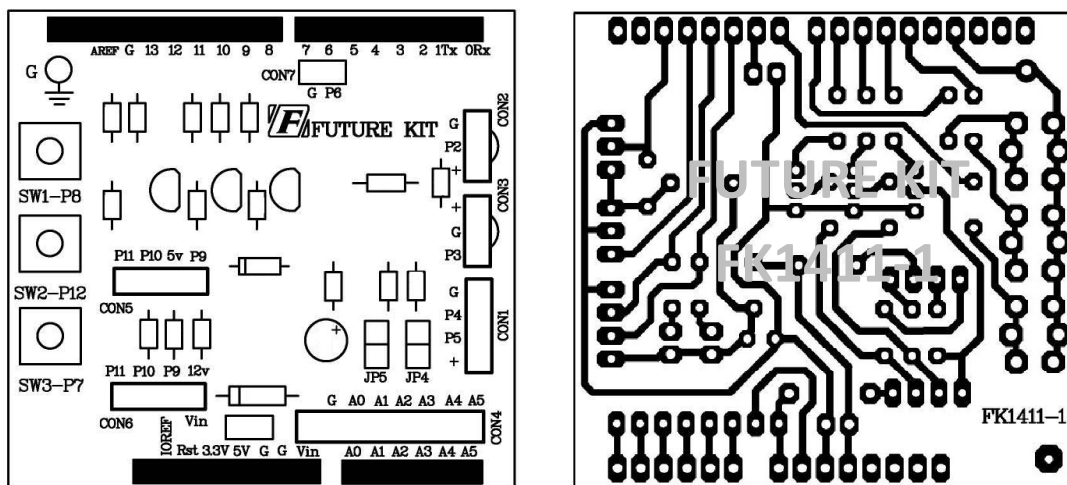 AREF G 13 12 11 10 9 8 7 6 5 4 3 2 1Tx 0Rx
G
CON7
G P6
FUTURE KIT
CON2
G
P2
+
CON3
+
G
P3
SW1-P8
SW2-P12
SW3-P7
P11 P10 5v P9
CON5
G
P4
P5
+
CON1
+
JP5 JP4
P11 P10 P9 12v
CON6
Vin
G A0 A1 A2 A3 A4 A5
CON4
IOREF
Rst 3.3V 5V G G Vin A0 A1 A2 A3 A4 A5
FUTURE KIT
FK1411-1
FK1411-1